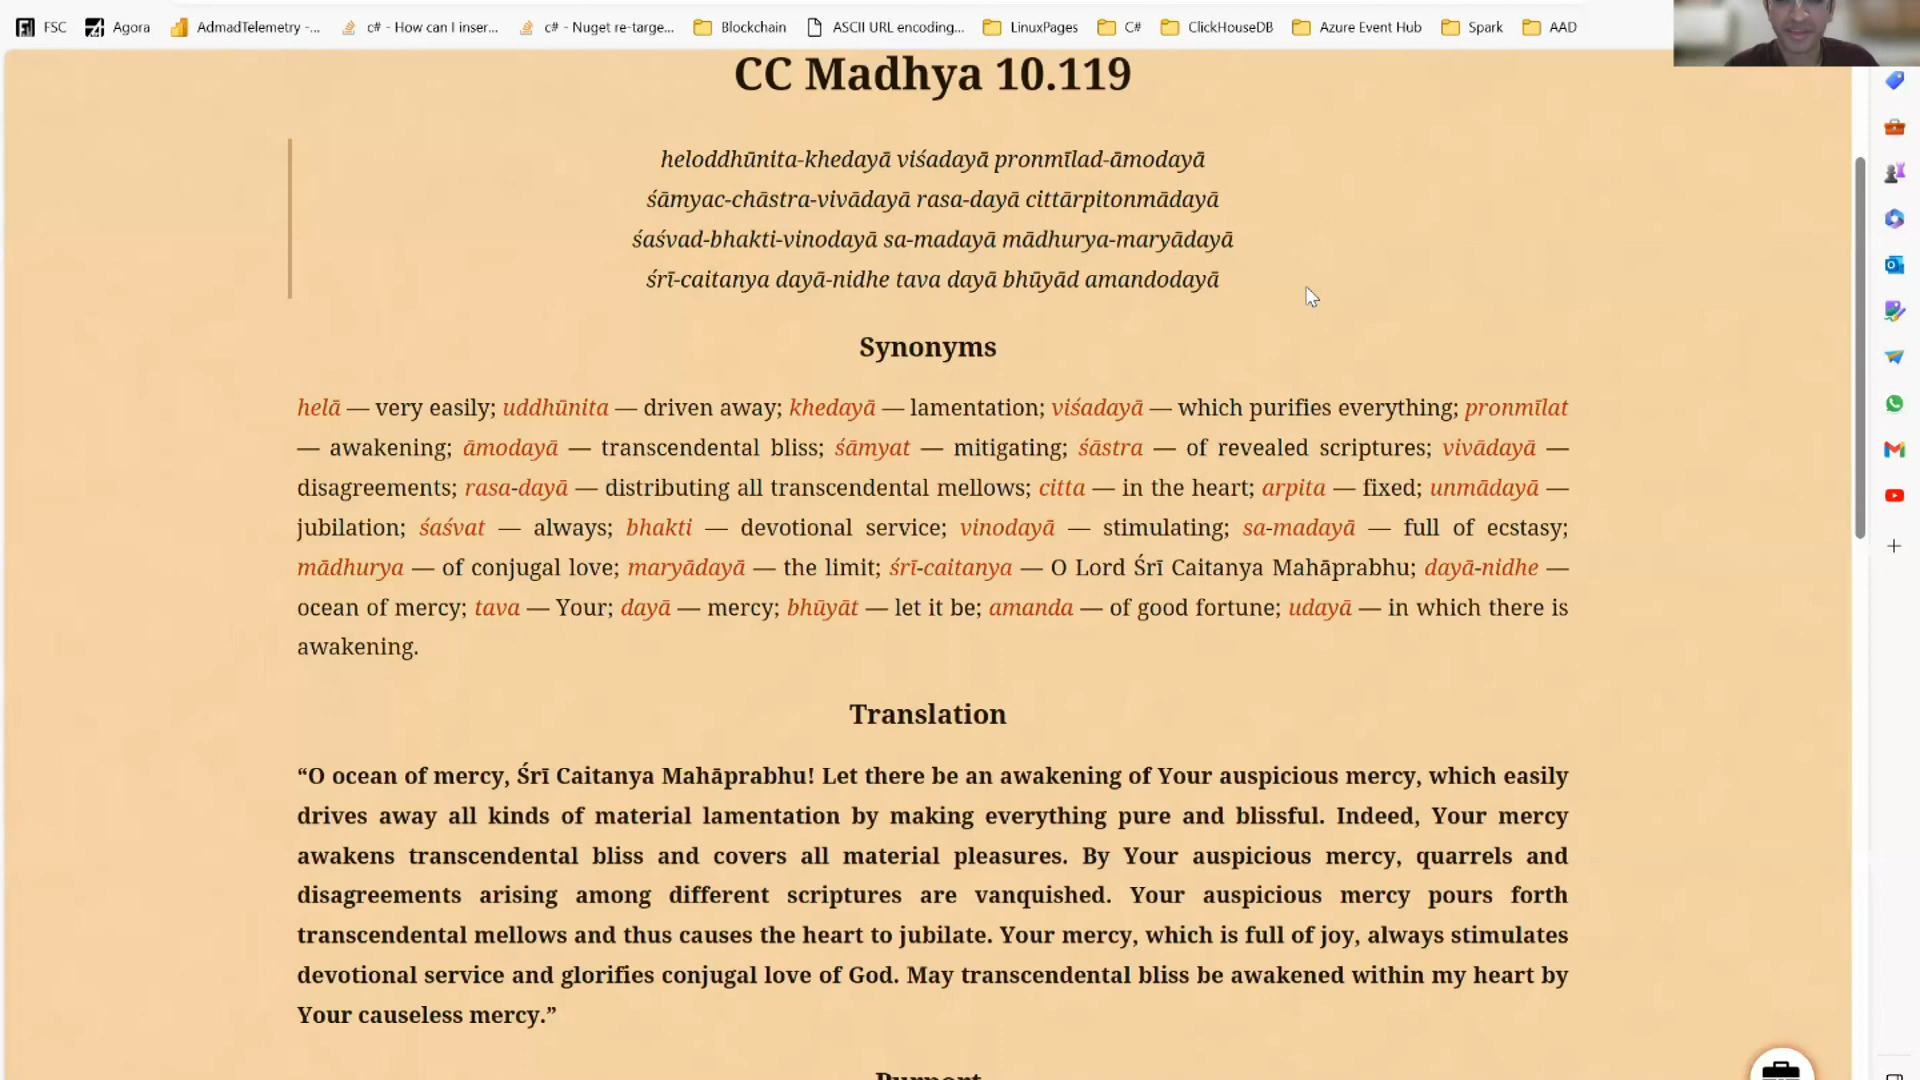 FSC Agora AdmadTelemetry -... c# - How can I inser... c# - Nuget re-targe... Blockchain ASCII URL encoding... LinuxPages C# ClickHouseDB Azure Event Hub Spark AAD
CC Madhya 10.119
heloddhūnita-khedayā viśadayā pronmīlad-āmodayā
śāmyac-chāstra-vivādayā rasa-dayā cittārpitonmādayā
śaśvad-bhakti-vinodayā sa-madayā mādhurya-maryādayā
śrī-caitanya dayā-nidhe tava dayā bhūyād amandodayā
Synonyms
helā — very easily; uddhūnita — driven away; khedayā — lamentation; viśadayā — which purifies everything; pronmīlat
— awakening; āmodayā — transcendental bliss; śāmyat — mitigating; śāstra — of revealed scriptures; vivādayā —
disagreements; rasa-dayā — distributing all transcendental mellows; citta — in the heart; arpita — fixed; unmādayā —
jubilation; śaśvat — always; bhakti — devotional service; vinodayā — stimulating; sa-madayā — full of ecstasy;
mādhurya — of conjugal love; maryādayā — the limit; śrī-caitanya — O Lord Śrī Caitanya Mahāprabhu; dayā-nidhe —
ocean of mercy; tava — Your; dayā — mercy; bhūyāt — let it be; amanda — of good fortune; udayā — in which there is
awakening.
Translation
“O ocean of mercy, Śrī Caitanya Mahāprabhu! Let there be an awakening of Your auspicious mercy, which easily
drives away all kinds of material lamentation by making everything pure and blissful. Indeed, Your mercy
awakens transcendental bliss and covers all material pleasures. By Your auspicious mercy, quarrels and
disagreements arising among different scriptures are vanquished. Your auspicious mercy pours forth
transcendental mellows and thus causes the heart to jubilate. Your mercy, which is full of joy, always stimulates
devotional service and glorifies conjugal love of God. May transcendental bliss be awakened within my heart by
Your causeless mercy.”
Purport